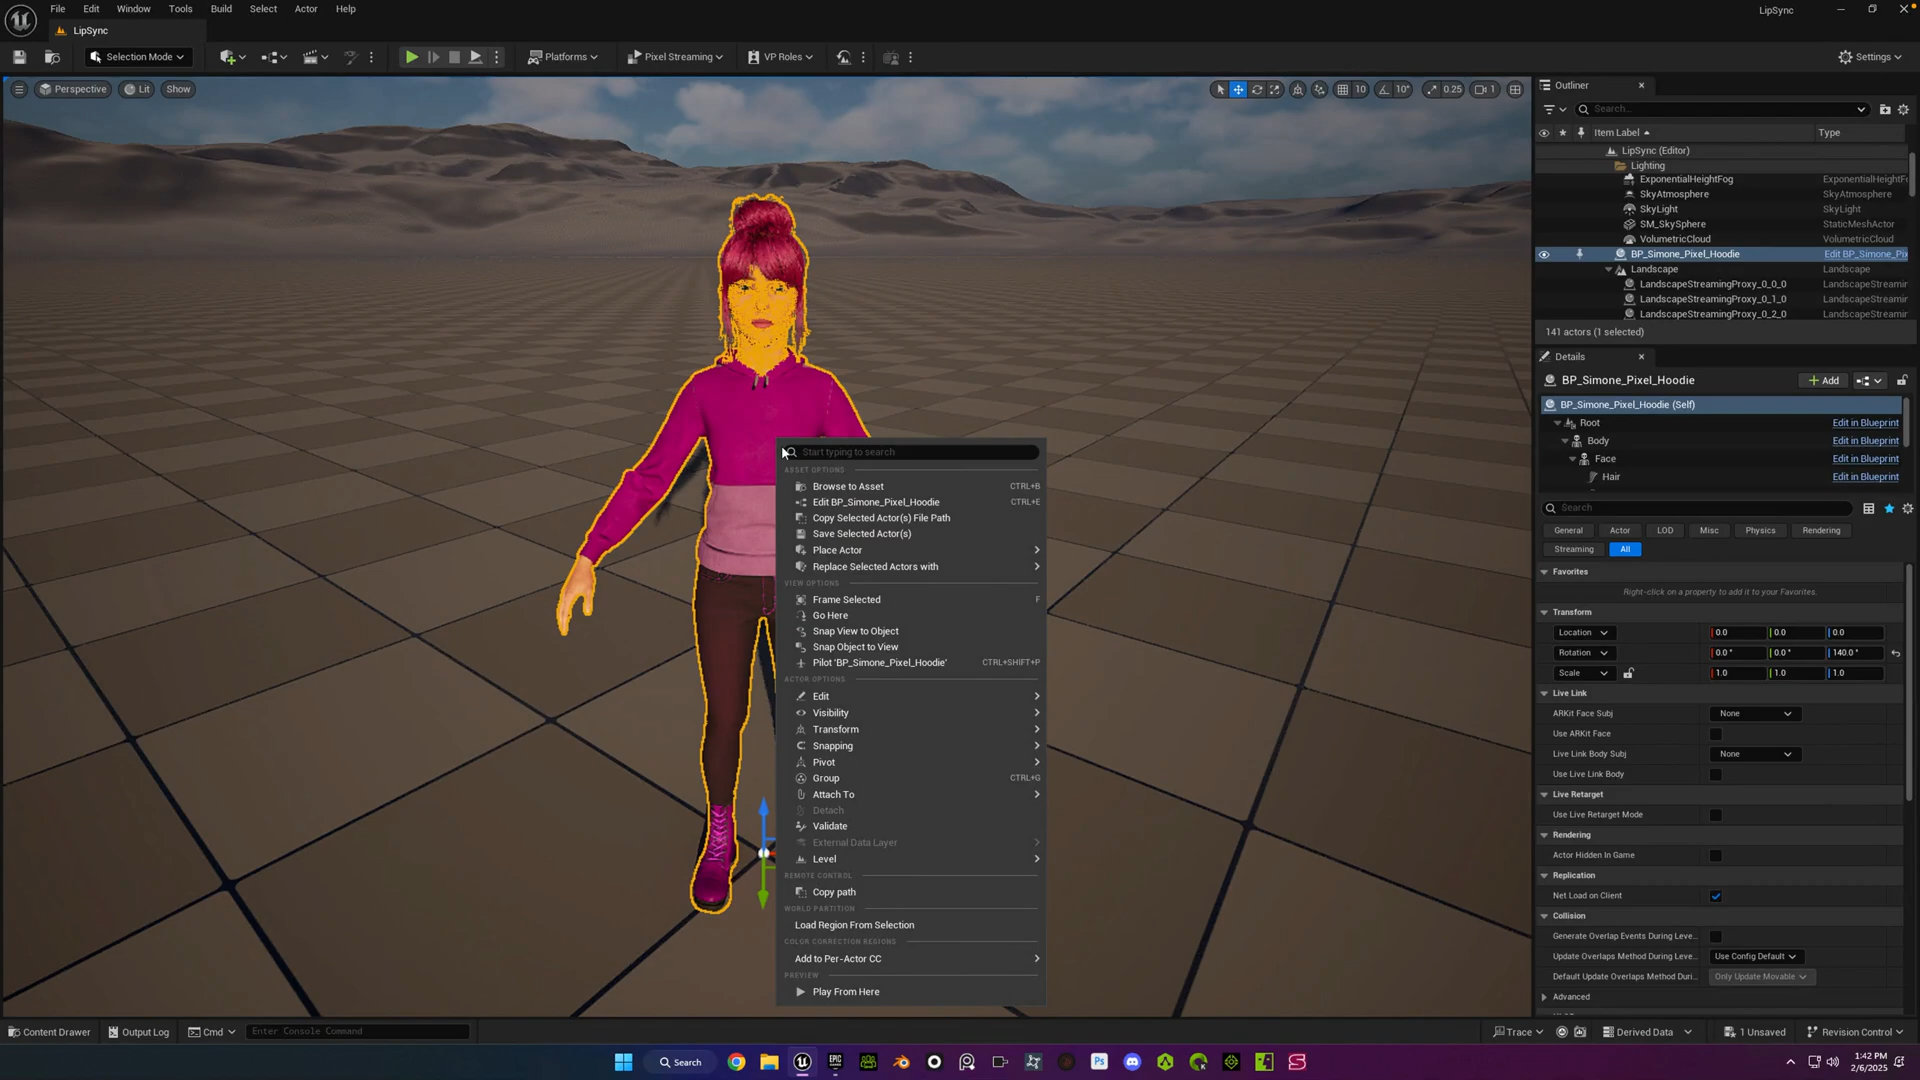 File Edit Window Tools Build Select Actor Help
LipSync
LipSync
Selection Mode
Platforms
Pixel Streaming
VP Roles
Settings
Perspective Lit Show
10 10° 0.25 1
Outliner
Search...
Item Label Type
LipSync (Editor)
Lighting
ExponentialHeightFog ExponentialHeightF
SkyAtmosphere SkyAtmosphere
SkyLight SkyLight
SM_SkySphere StaticMeshActor
VolumetricCloud VolumetricCloud
BP_Simone_Pixel_Hoodie Edit BP_Simone_Pix
Landscape Landscape
LandscapeStreamingProxy_0_0_0 LandscapeStreamin
LandscapeStreamingProxy_0_1_0 LandscapeStreamin
LandscapeStreamingProxy_0_2_0 LandscapeStreamin
141 actors (1 selected)
Details
BP_Simone_Pixel_Hoodie
Add
BP_Simone_Pixel_Hoodie (Self)
Root Edit in Blueprint
Body Edit in Blueprint
Face Edit in Blueprint
Hair Edit in Blueprint
Search
General Actor LOD Misc Physics Rendering
Streaming All
Favorites
Right-click on a property to add it to your Favorites.
Transform
Location 0.0 0.0 0.0
Rotation 0.0° 0.0° 140.0°
Scale 1.0 1.0 1.0
Live Link
ARKit Face Subj None
Use ARKit Face
Live Link Body Subj None
Use Live Link Body
Live Retarget
Use Live Retarget Mode
Rendering
Actor Hidden In Game
Replication
Net Load on Client
Collision
Generate Overlap Events During Leve...
Update Overlaps Method During Leve... Use Config Default
Default Update Overlaps Method Duri... Only Update Movable
Advanced
Start typing to search
ASSET OPTIONS
Browse to Asset CTRL+B
Edit BP_Simone_Pixel_Hoodie CTRL+E
Copy Selected Actor(s) File Path
Save Selected Actor(s)
Place Actor
Replace Selected Actors with
VIEW OPTIONS
Frame Selected F
Go Here
Snap View to Object
Snap Object to View
Pilot 'BP_Simone_Pixel_Hoodie' CTRL+SHIFT+P
ACTOR OPTIONS
Edit
Visibility
Transform
Snapping
Pivot
Group CTRL+G
Attach To
Detach
Validate
External Data Layer
Level
REMOTE CONTROL
Copy path
WORLD PARTITION
Load Region From Selection
COLOR CORRECTION REGIONS
Add to Per-Actor CC
PREVIEW
Play From Here
Content Drawer Output Log Cmd Enter Console Command
Trace Derived Data 1 Unsaved Revision Control
Search
1:42 PM
2/6/2025